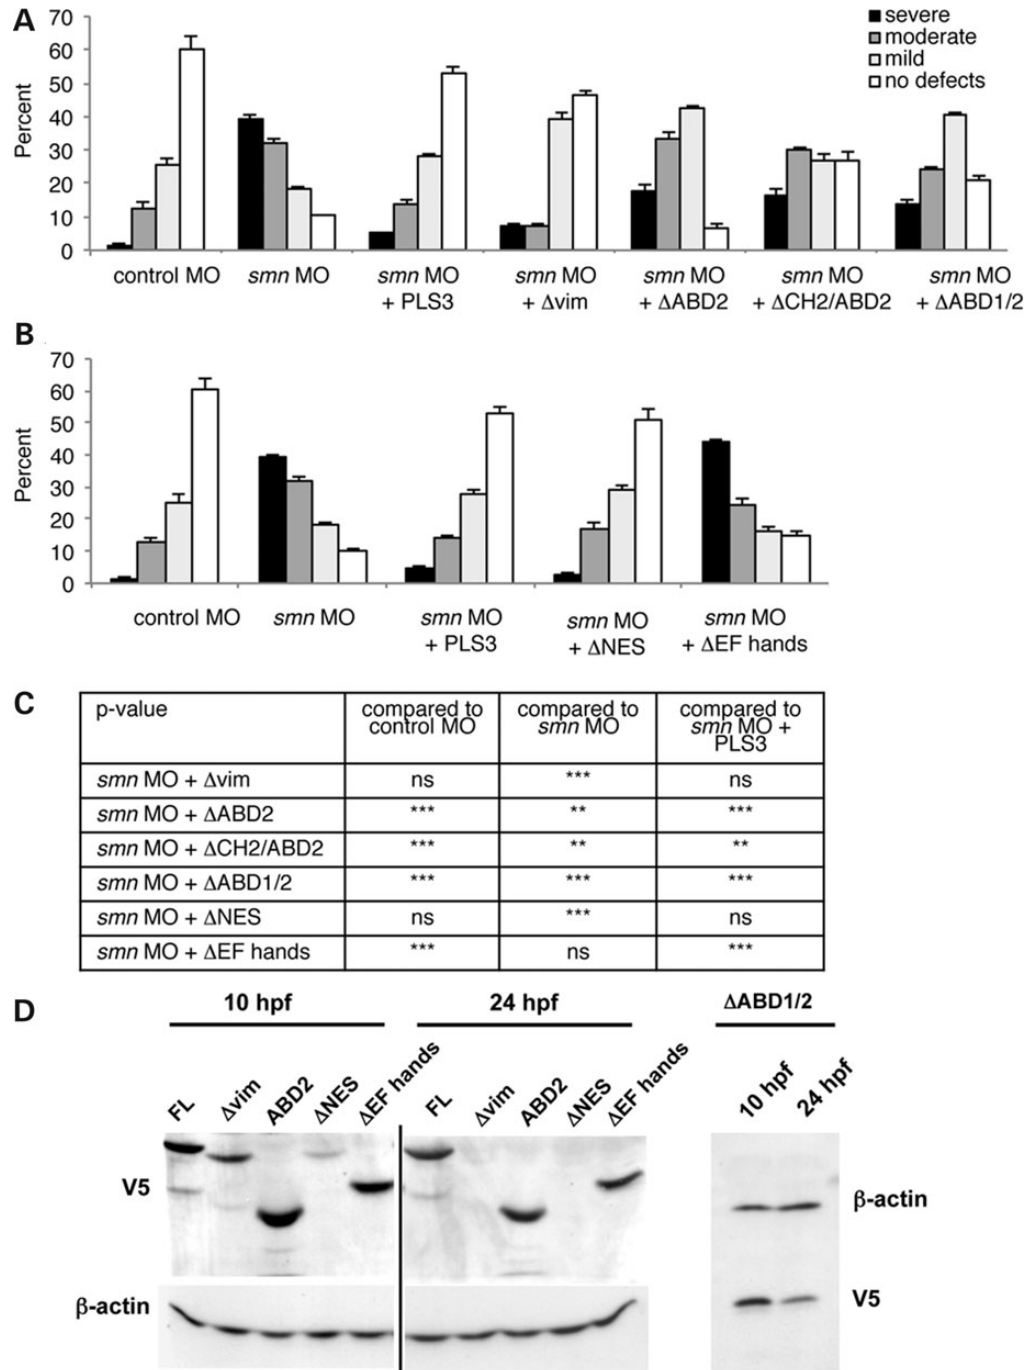 A
70
60
50
40
30
20
10
0
Percent
severe
moderate
mild
no defects
control MO
smn MO
smn MO
+ PLS3
smn MO
+ Δvim
smn MO
+ ΔABD2
smn MO
+ ΔCH2/ABD2
smn MO
+ ΔABD1/2
B
70
60
50
40
30
20
10
0
Percent
control MO
smn MO
smn MO
+ PLS3
smn MO
+ ΔNES
smn MO
+ ΔEF hands
C
p-value
compared to
control MO
compared to
smn MO
compared to
smn MO +
PLS3
smn MO + Δvim ns *** ns
smn MO + ΔABD2 *** ** ***
smn MO + ΔCH2/ABD2 *** ** **
smn MO + ΔABD1/2 *** *** ***
smn MO + ΔNES ns *** ns
smn MO + ΔEF hands *** ns ***
D
10 hpf
24 hpf
ΔABD1/2
FL
Δvim
ABD2
ΔNES
ΔEF hands
FL
Δvim
ABD2
ΔNES
ΔEF hands
10 hpf
24 hpf
V5
β-actin
β-actin
V5